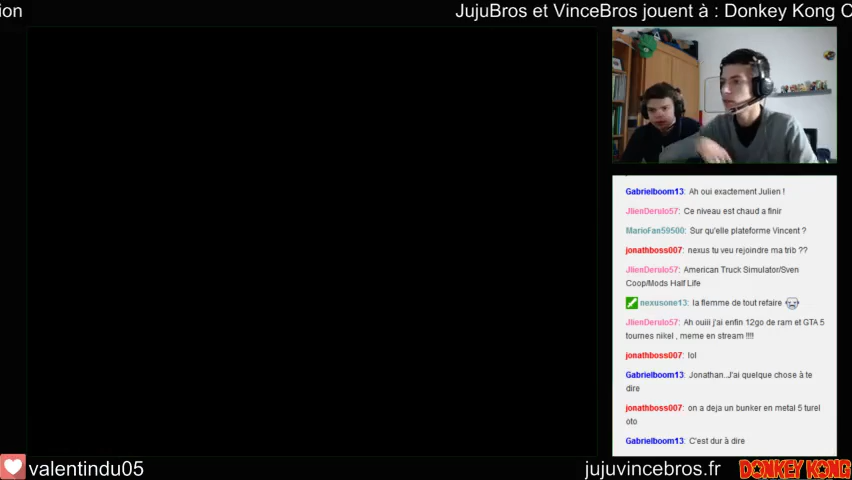 ion
JujuBros et VinceBros jouent à : Donkey Kong C
Gabrielboom13: Ah oui exactement Julien !
JlienDerulo57: Ce niveau est chaud a finir
MarioFan59500: Sur qu'elle plateforme Vincent ?
jonathboss007: nexus tu veu rejoindre ma trib ??
JlienDerulo57: American Truck Simulator/Sven
Coop/Mods Half Life
nexusone13: la flemme de tout refaire
JlienDerulo57: Ah ouiii j'ai enfin 12go de ram et GTA 5
tournes nikel , meme en stream !!!!
jonathboss007: lol
Gabrielboom13: Jonathan...J'ai quelque chose à te
dire
jonathboss007: on a deja un bunker en metal 5 turel
oto
Gabrielboom13: C'est dur à dire
valentindu05
jujuvincebros.fr
DONKEY KONG